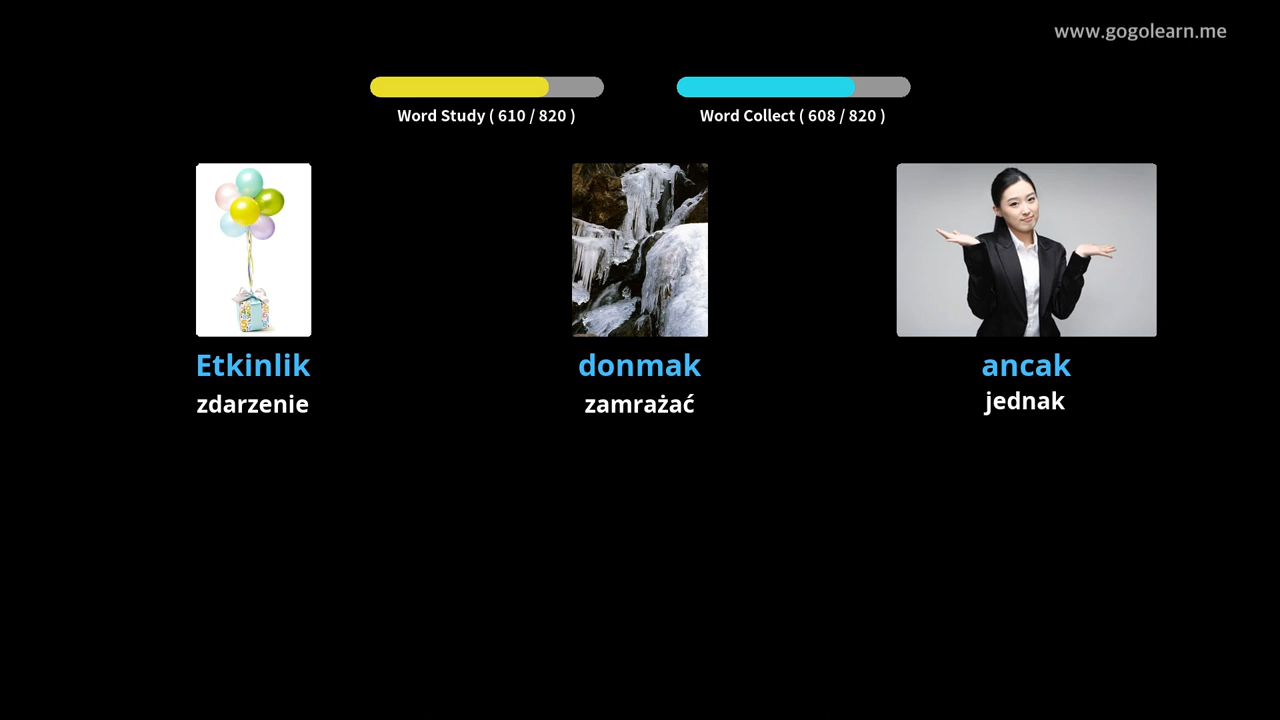 www.gogolearn.me
Word Study ( 610 / 820 )
Word Collect ( 608 / 820 )
Etkinlik
zdarzenie
donmak
zamrażać
ancak
jednak